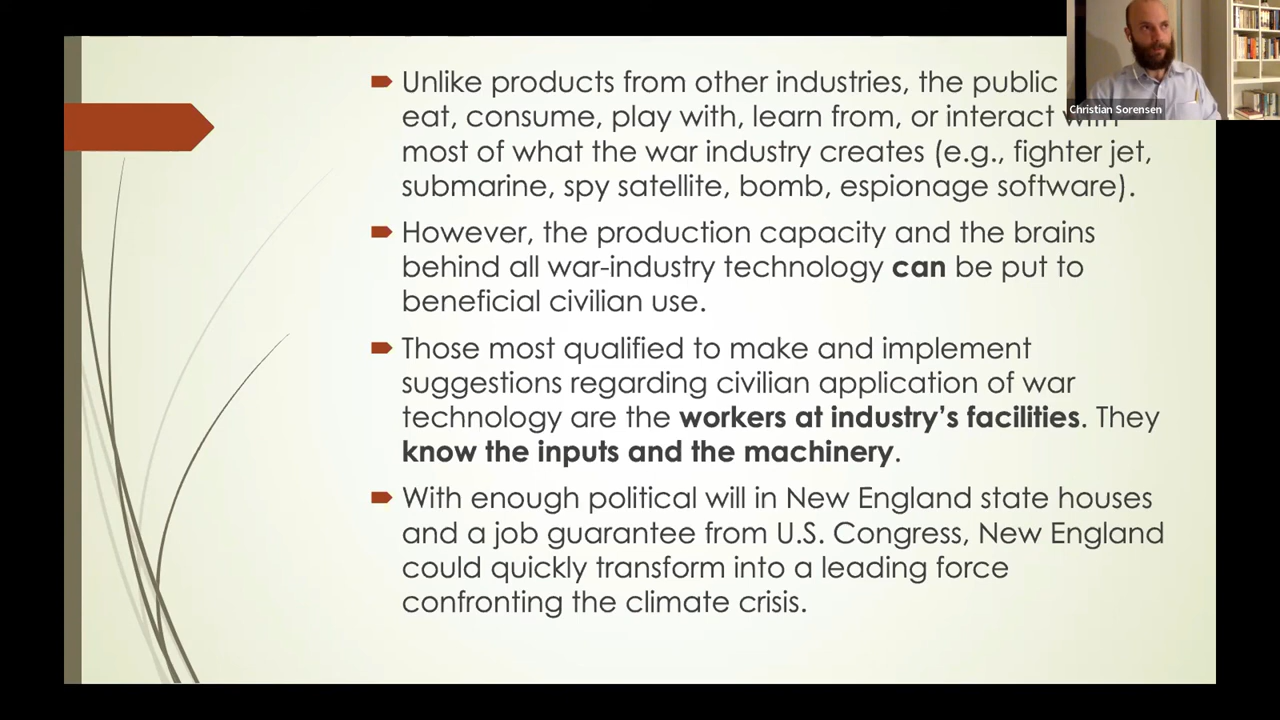 Unlike products from other industries, the public
eat, consume, play with, learn from, or interact
most of what the war industry creates (e.g., fighter jet,
submarine, spy satellite, bomb, espionage software).
However, the production capacity and the brains
behind all war-industry technology can be put to
beneficial civilian use.
Those most qualified to make and implement
suggestions regarding civilian application of war
technology are the workers at industry's facilities. They
know the inputs and the machinery.
With enough political will in New England state houses
and a job guarantee from U.S. Congress, New England
could quickly transform into a leading force
confronting the climate crisis.
Christian Sorensen